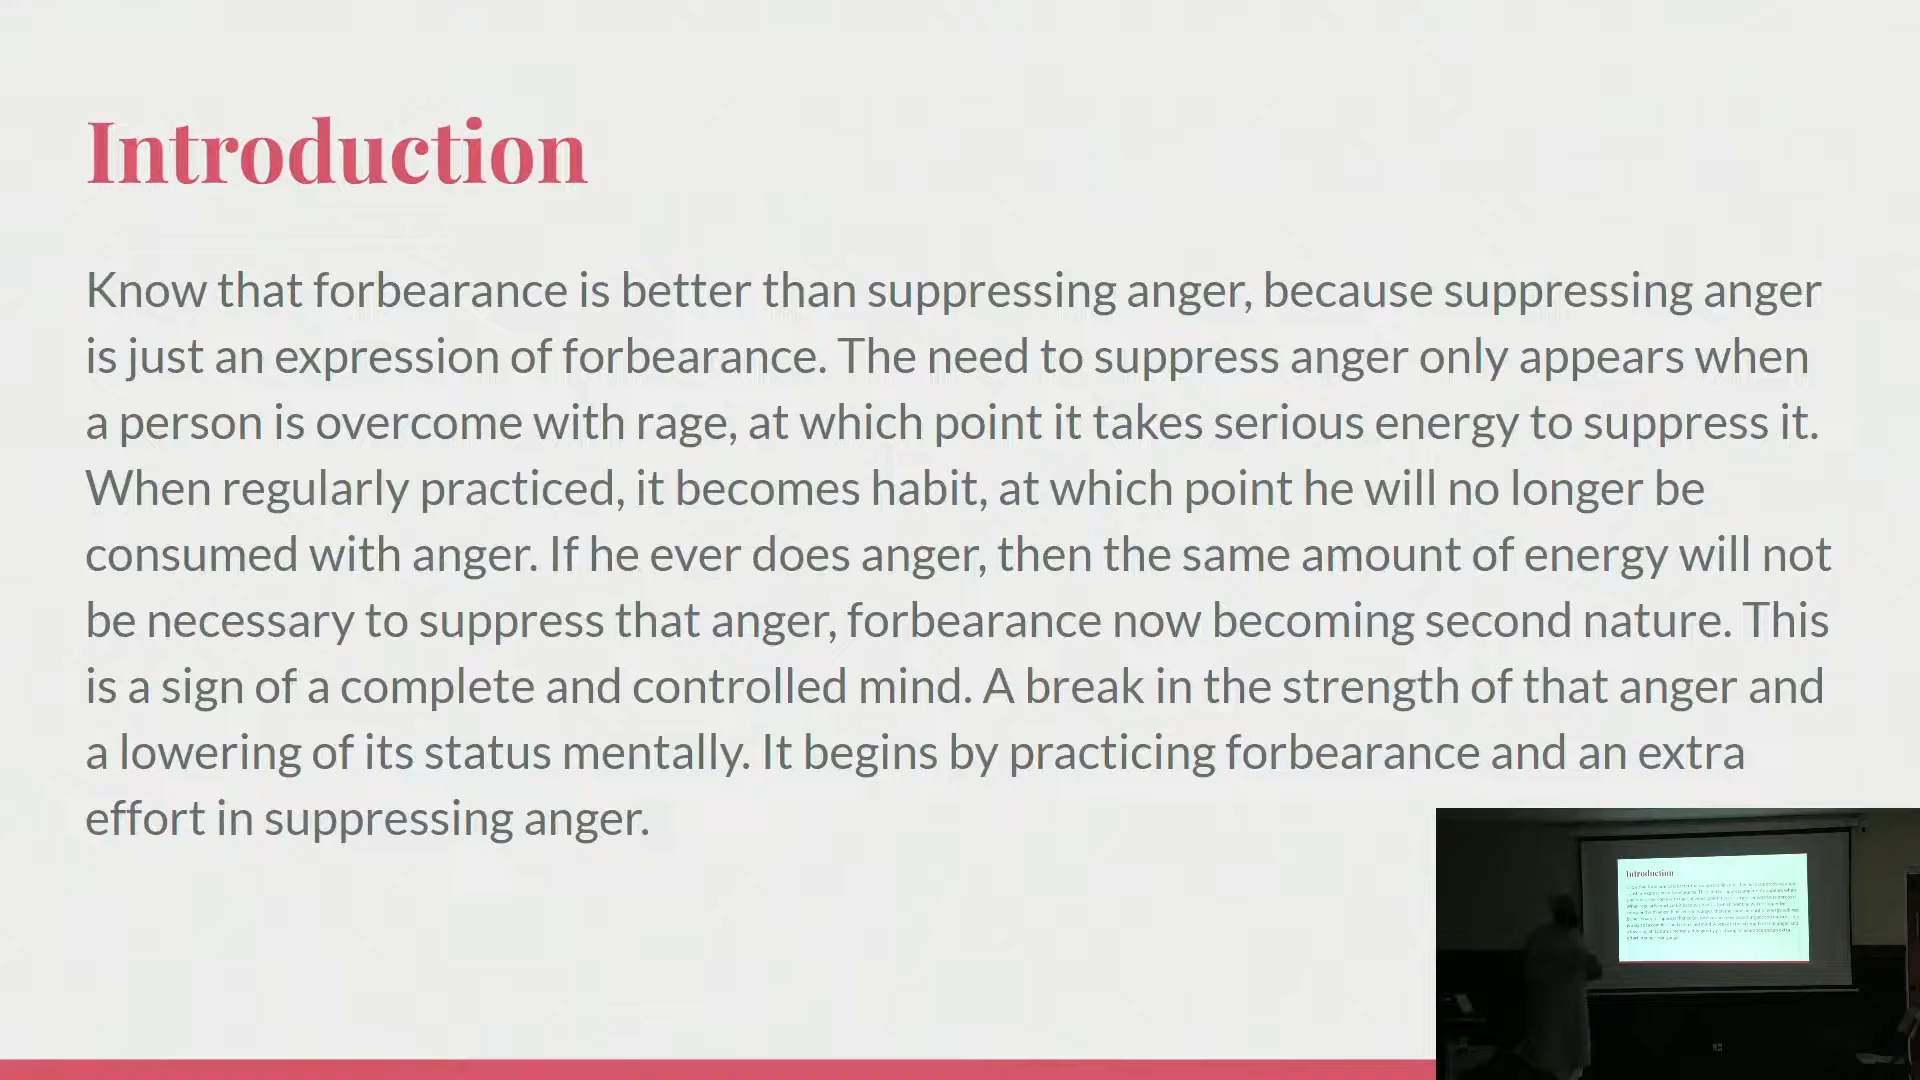 Introduction
Know that forbearance is better than suppressing anger, because suppressing anger
is just an expression of forbearance. The need to suppress anger only appears when
a person is overcome with rage, at which point it takes serious energy to suppress it.
When regularly practiced, it becomes habit, at which point he will no longer be
consumed with anger. If he ever does anger, then the same amount of energy will not
be necessary to suppress that anger, forbearance now becoming second nature. This
is a sign of a complete and controlled mind. A break in the strength of that anger and
a lowering of its status mentally. It begins by practicing forbearance and an extra
effort in suppressing anger.
Introduction